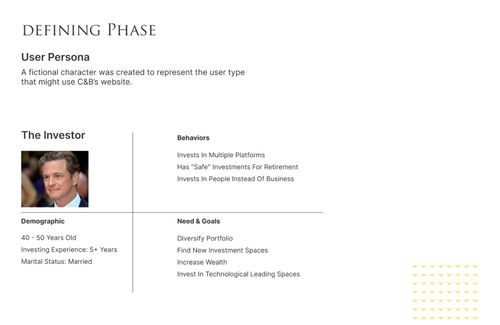 DEFINING PHASE
User Persona
A fictional character was created to represent the user type
that might use C&B's website.
The Investor
Behaviors
Invests In Multiple Platforms
Has "Safe" Investments For Retirement
Invests In People Instead Of Business
Demographic
40 - 50 Years Old
Investing Experience: 5+ Years
Marital Status: Married
Need & Goals
Diversify Portfolio
Find New Investment Spaces
Increase Wealth
Invest In Technological Leading Spaces